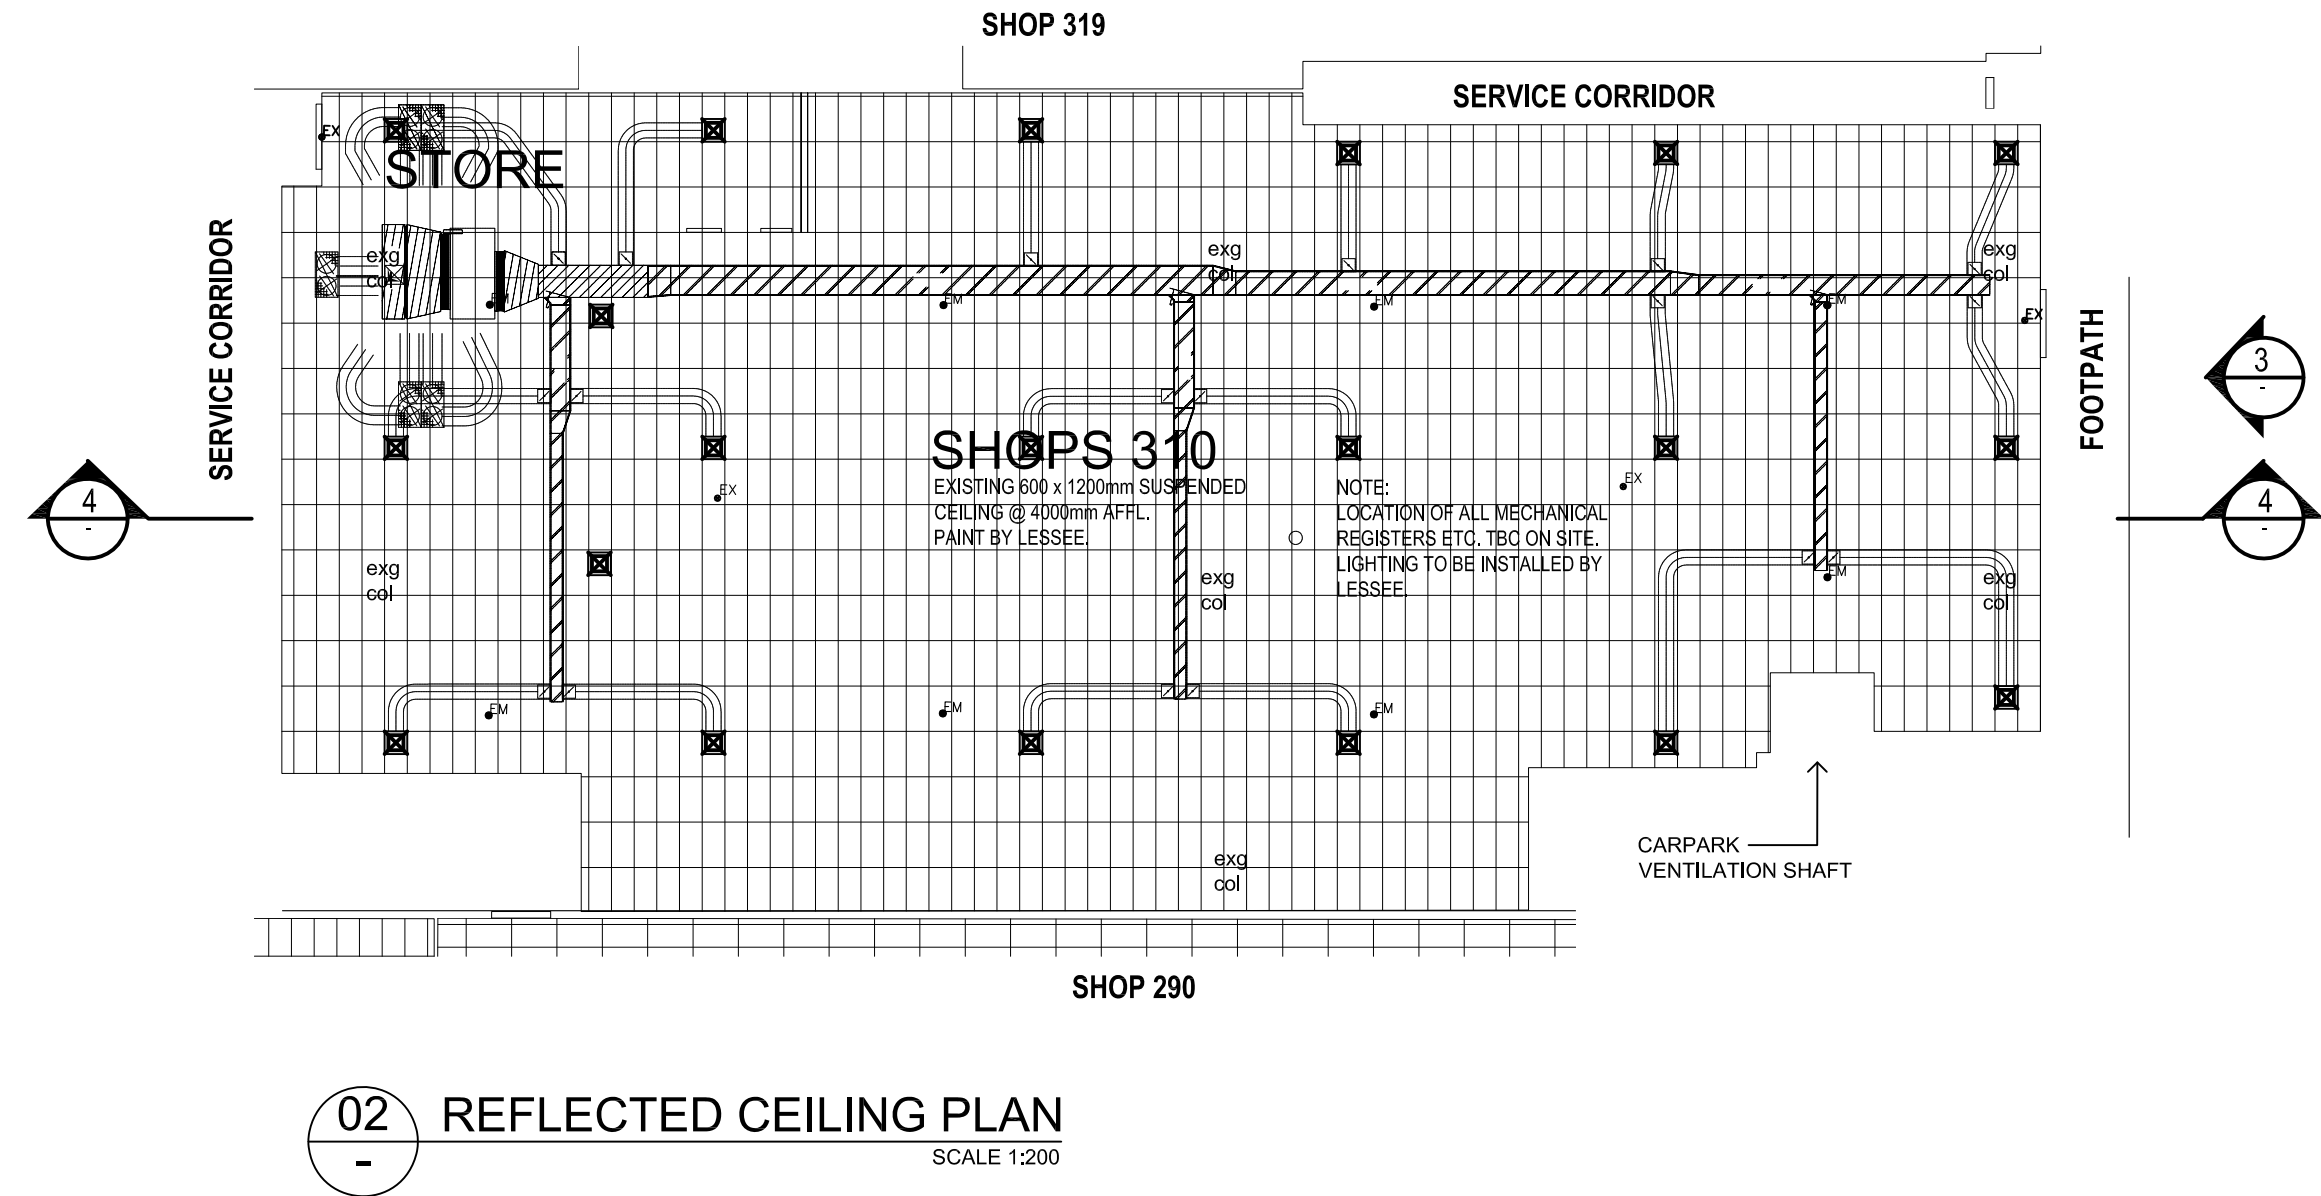 SHOP 319
SERVICE CORRIDOR
EX
STORE
SERVICE CORRIDOR
exg
col
exg
col
exg
col
EM
EM
EM
EM
EX
FOOTPATH
3
-
SHOPS 310
EXISTING 600 x 1200mm SUSPENDED
CEILING @ 4000mm AFFL.
PAINT BY LESSEE.
EX
EX
NOTE:
LOCATION OF ALL MECHANICAL
REGISTERS ETC. TBC ON SITE.
LIGHTING TO BE INSTALLED BY
LESSEE.
4
-
4
-
exg
col
exg
col
EM
exg
col
EM
EM
EM
CARPARK
VENTILATION SHAFT
exg
col
SHOP 290
02
-
REFLECTED CEILING PLAN
SCALE 1:200